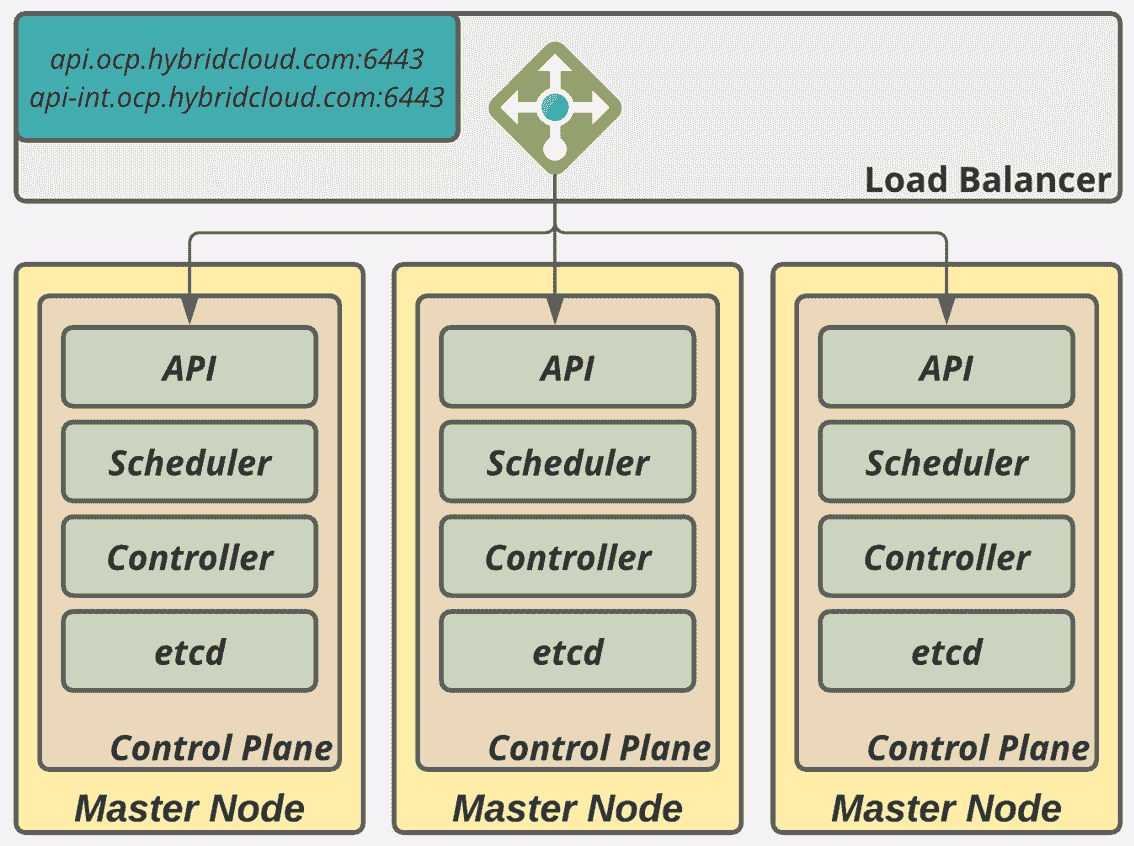 api.ocp.hybridcloud.com:6443
api-int.ocp.hybridcloud.com:6443
Load Balancer
API
Scheduler
Controller
etcd
Control Plane
Master Node
API
Scheduler
Controller
etcd
Control Plane
Master Node
API
Scheduler
Controller
etcd
Control Plane
Master Node